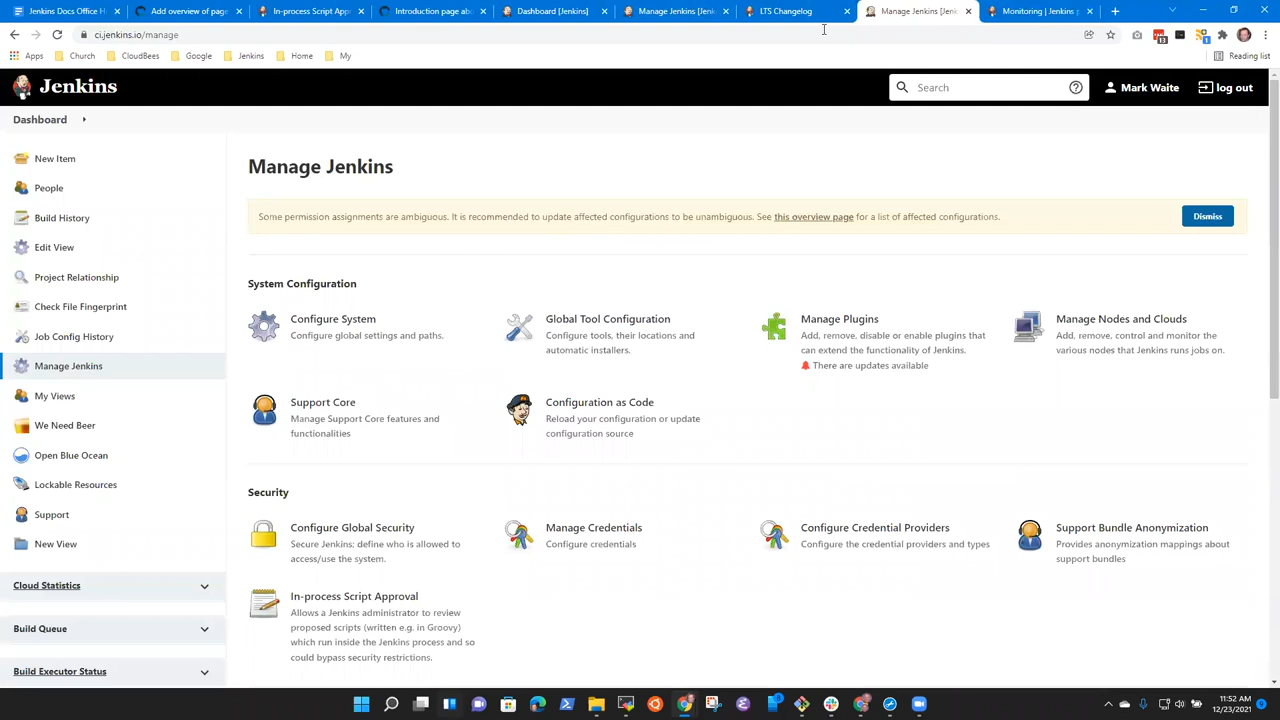 Jenkins Docs Office H
Add overview of page
In-process Script Appr
Introduction page abo
Dashboard [Jenkins]
Manage Jenkins [Jenk
LTS Changelog
Manage Jenkins [Jenk
Monitoring | Jenkins p
ci.jenkins.io/manage
13
1
Apps
Church
CloudBees
Google
Jenkins
Home
My
Reading list
Jenkins
Search
Mark Waite
log out
Dashboard
New Item
People
Build History
Edit View
Project Relationship
Check File Fingerprint
Job Config History
Manage Jenkins
My Views
We Need Beer
Open Blue Ocean
Lockable Resources
Support
New View
Cloud Statistics
Build Queue
Build Executor Status
Manage Jenkins
Some permission assignments are ambiguous. It is recommended to update affected configurations to be unambiguous. See this overview page for a list of affected configurations.
Dismiss
System Configuration
Configure System
Configure global settings and paths.
Global Tool Configuration
Configure tools, their locations and
automatic installers.
Manage Plugins
Add, remove, disable or enable plugins that
can extend the functionality of Jenkins.
There are updates available
Manage Nodes and Clouds
Add, remove, control and monitor the
various nodes that Jenkins runs jobs on.
Support Core
Manage Support Core features and
functionalities
Configuration as Code
Reload your configuration or update
configuration source
Security
Configure Global Security
Secure Jenkins; define who is allowed to
access/use the system.
Manage Credentials
Configure credentials
Configure Credential Providers
Configure the credential providers and types
Support Bundle Anonymization
Provides anonymization mappings about
support bundles
In-process Script Approval
Allows a Jenkins administrator to review
proposed scripts (written e.g. in Groovy)
which run inside the Jenkins process and so
could bypass security restrictions.
11:52 AM
12/23/2021